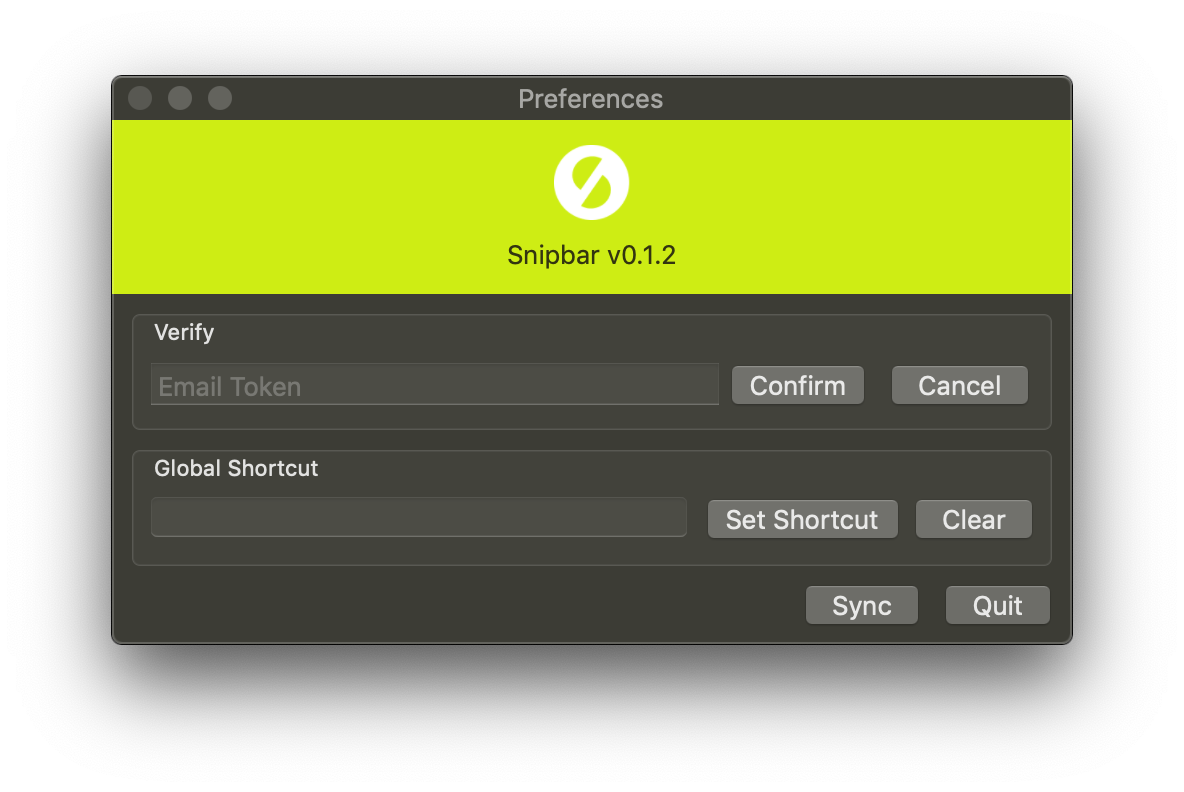 Preferences
Snipbar v0.1.2
Verify
Email Token Confirm Cancel
Global Shortcut
Set Shortcut Clear
Sync Quit